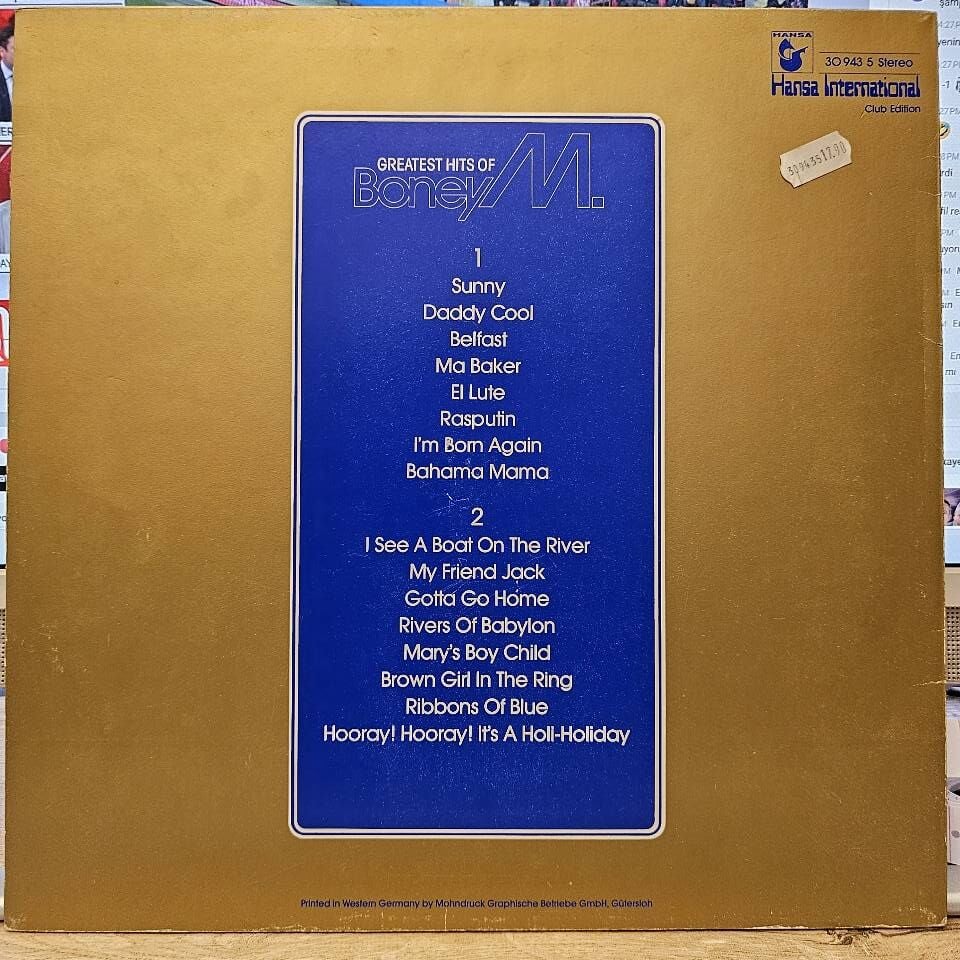 HANSA
30 943 5 Stereo
Hansa International
Club Edition
30943517.90
GREATEST HITS OF
Boney M.
1
Sunny
Daddy Cool
Belfast
Ma Baker
El Lute
Rasputin
I'm Born Again
Bahama Mama
2
I See A Boat On The River
My Friend Jack
Gotta Go Home
Rivers Of Babylon
Mary's Boy Child
Brown Girl In The Ring
Ribbons Of Blue
Hooray! Hooray! It's A Holi-Holiday
Printed in Western Germany by Mohndruck Graphische Betriebe GmbH, Gütersloh